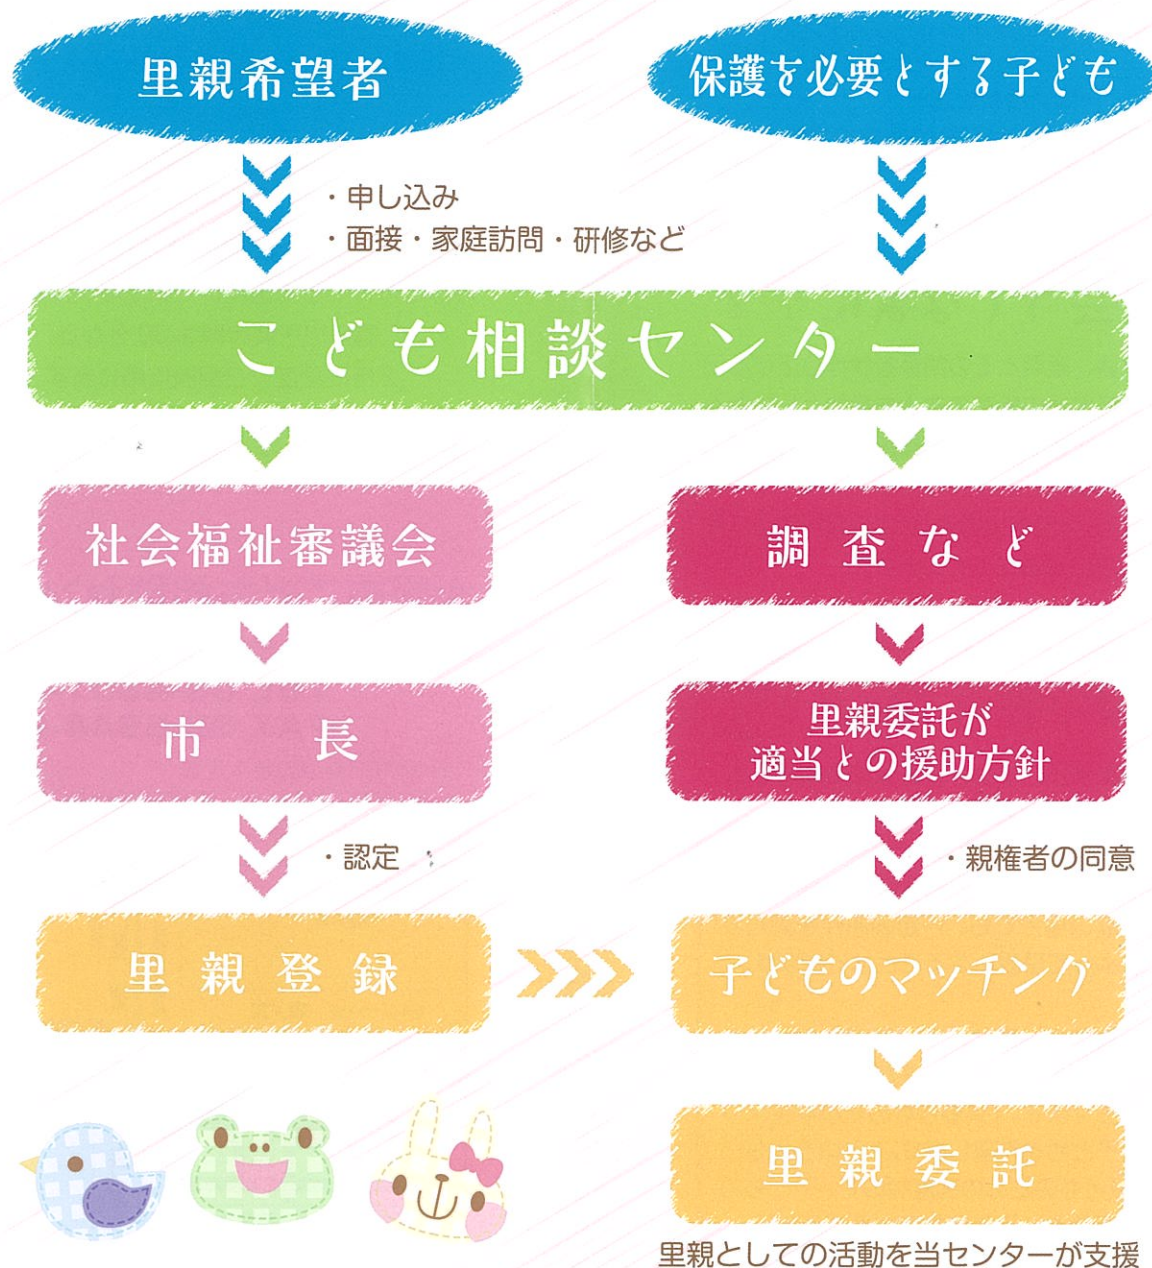 里親希望者
保護を必要とする子ども
・申し込み
・面接・家庭訪問・研修など
こども相談センター
社会福祉審議会
調査など
市長
里親委託が
適当との援助方針
・認定
・親権者の同意
里親登録
子どものマッチング
里親委託
里親としての活動を当センターが支援